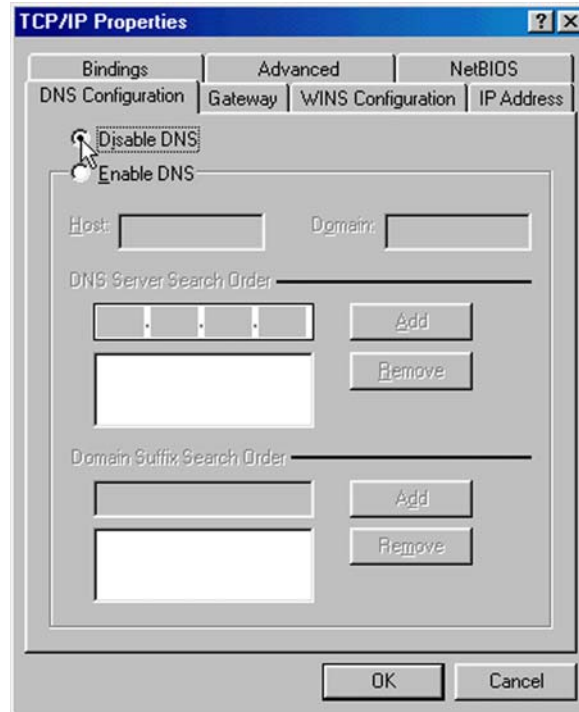 TCP/IP Properties
Bindings Advanced NetBIOS
DNS Configuration Gateway WINS Configuration IP Address
Disable DNS
Enable DNS
Host: Domain:
DNS Server Search Order
. . . Add
Remove
Domain Suffix Search Order
Add
Remove
OK Cancel